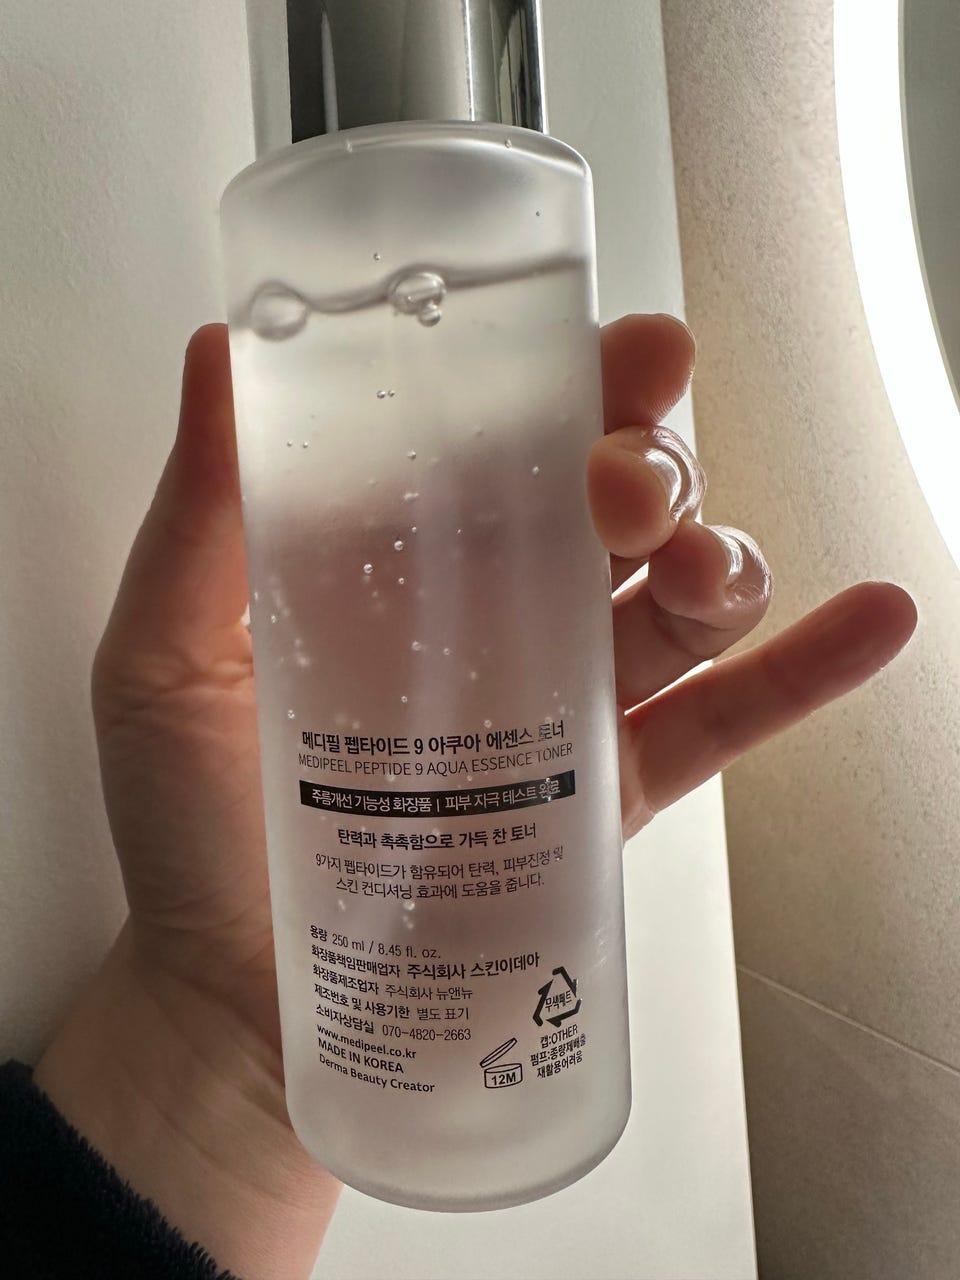 메디필 펩타이드 9 아쿠아 에센스 토너
MEDIPEEL PEPTIDE 9 AQUA ESSENCE TONER
주름개선 기능성 화장품 | 피부 자극 테스트 완료
탄력과 촉촉함으로 가득 찬 토너
9가지 펩타이드가 함유되어 탄력, 피부진정 및
스킨 컨디셔닝 효과에 도움을 줍니다.
용량 250 ml / 8.45 fl. oz.
화장품책임판매업자 주식회사 스킨이데아
화장품제조업자 주식회사 뉴앤뉴
제조번호 및 사용기한 별도 표기
소비자상담실 070-4820-2663
www.medipeel.co.kr
MADE IN KOREA
Derma Beauty Creator
12M
무색페트
캡:OTHER
펌프:종량제배출
재활용어려움